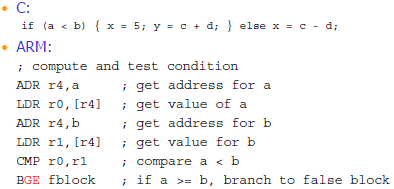 • C:
if (a < b) { x = 5; y = c + d; } else x = c - d;
• ARM:
; compute and test condition
ADR r4,a ; get address for a
LDR r0,[r4] ; get value of a
ADR r4,b ; get address for b
LDR r1,[r4] ; get value for b
CMP r0,r1 ; compare a < b
BGE fblock ; if a >= b, branch to false block